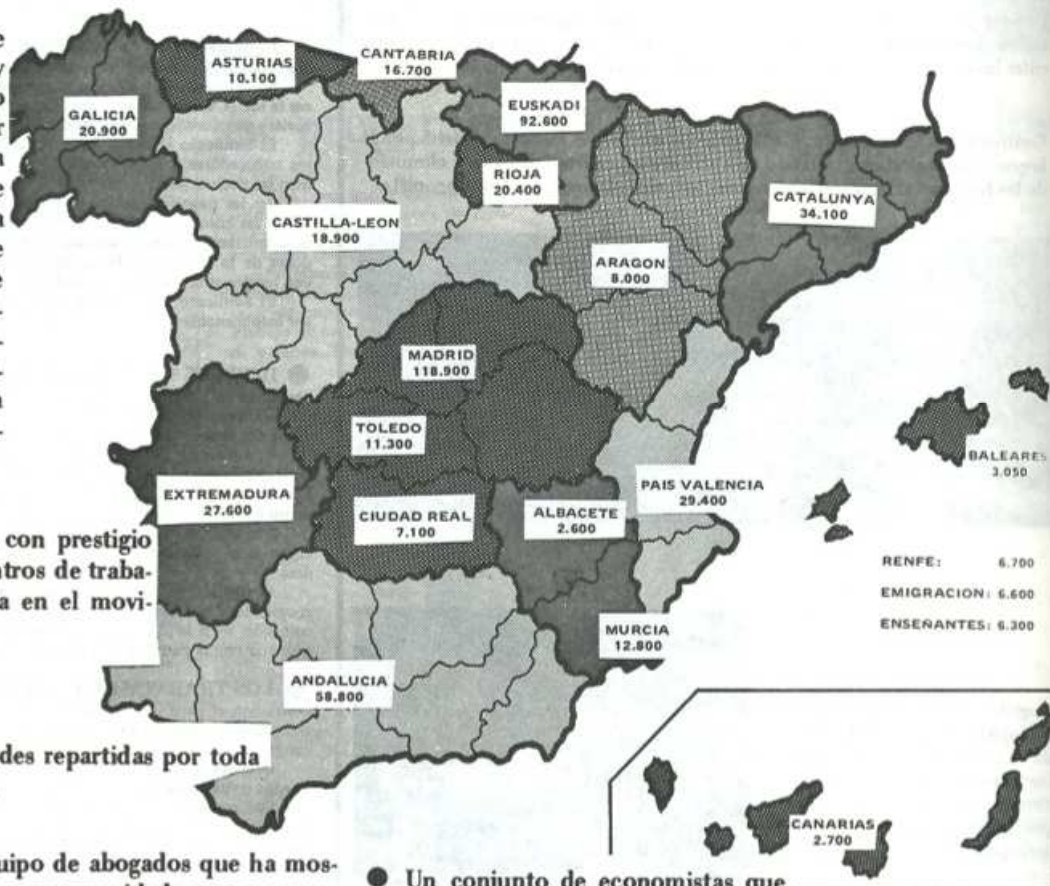 ASTURIAS
10.100
CANTABRIA
16.700
GALICIA
20.900
EUSKADI
92.600
RIOJA
20.400
CASTILLA-LEON
18.900
CATALUNYA
34.100
ARAGON
8.000
MADRID
118.900
TOLEDO
11.300
BALEARES
3.050
EXTREMADURA
27.600
CIUDAD REAL
7.100
ALBACETE
2.600
PAIS VALENCIA
29.400
con prestigio
tros de traba-
a en el movi-
RENFE: 6.700
EMIGRACION: 6.600
ENSEÑANTES: 6.300
MURCIA
12.800
ANDALUCIA
58.800
des repartidas por toda
CANARIAS
2.700
uipo de abogados que ha mos-
● Un conjunto de economistas que